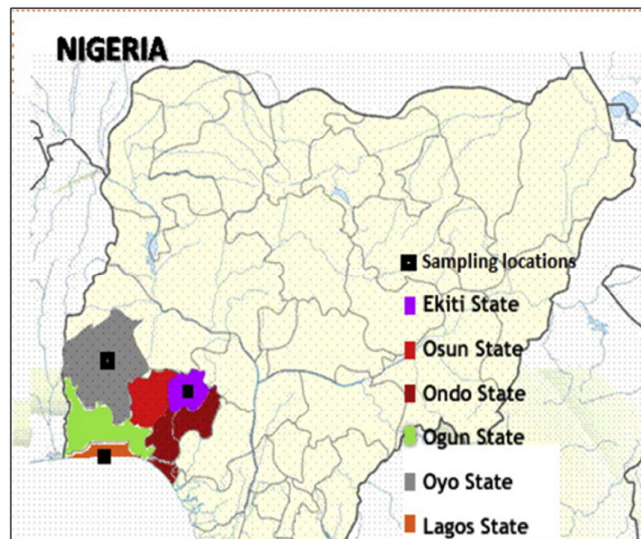 NIGERIA
Sampling locations
Ekiti State
Osun State
Ondo State
Ogun State
Oyo State
Lagos State